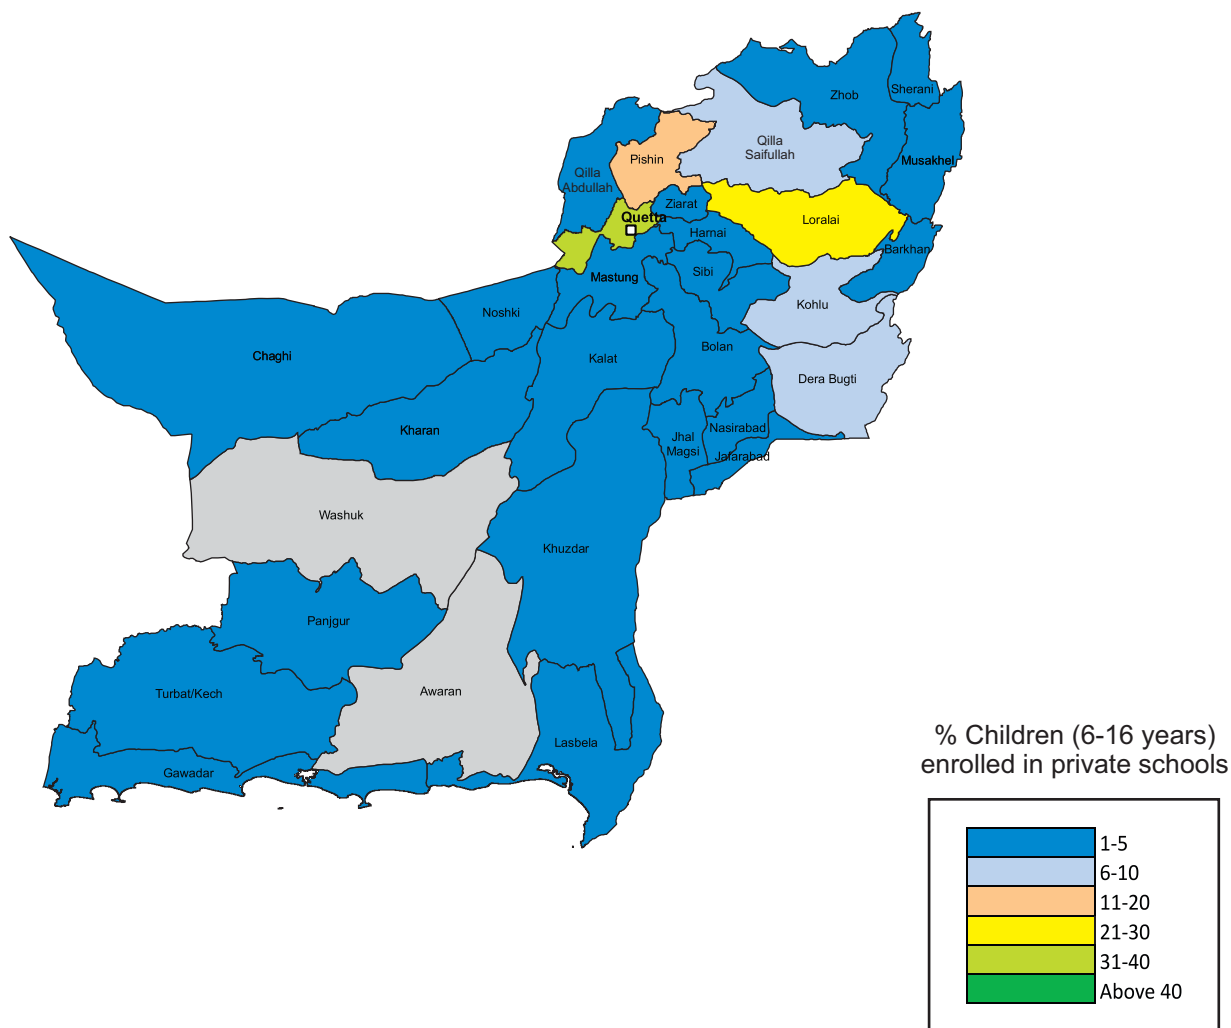 Zhob
Sherani
Qilla
Saifullah
Musakhel
Pishin
Qilla
Abdullah
Ziarat
Quetta
Loralai
Harnai
Barkhan
Sibi
Mastung
Kohlu
Noshki
Bolan
Chaghi
Kalat
Dera Bugti
Kharan
Nasirabad
Jhal
Magsi
Jafarabad
Washuk
Khuzdar
Panjgur
Awaran
Turbat/Kech
Lasbela
Gawadar
% Children (6-16 years)
enrolled in private schools
1-5
6-10
11-20
21-30
31-40
Above 40